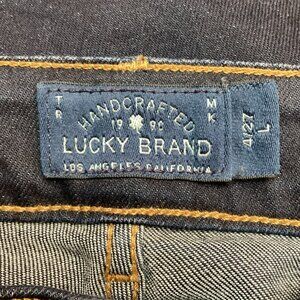 TR MK
HANDCRAFTED
19 90
LUCKY BRAND
LOS ANGELES CALIFORNIA
4/27
L